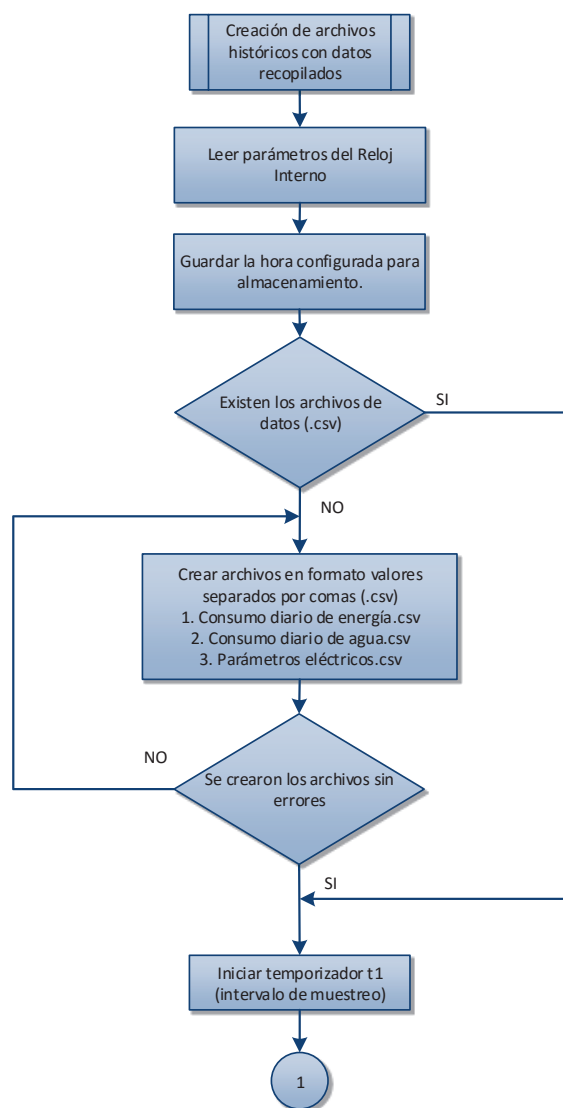 Creación de archivos
históricos con datos
recopilados
Leer parámetros del Reloj
Interno
Guardar la hora configurada para
almacenamiento.
Existen los archivos de
datos (.csv)
SI
NO
Crear archivos en formato valores
separados por comas (.csv)
1. Consumo diario de energía.csv
2. Consumo diario de agua.csv
3. Parámetros eléctricos.csv
NO
Se crearon los archivos sin
errores
SI
Iniciar temporizador t1
(intervalo de muestreo)
1